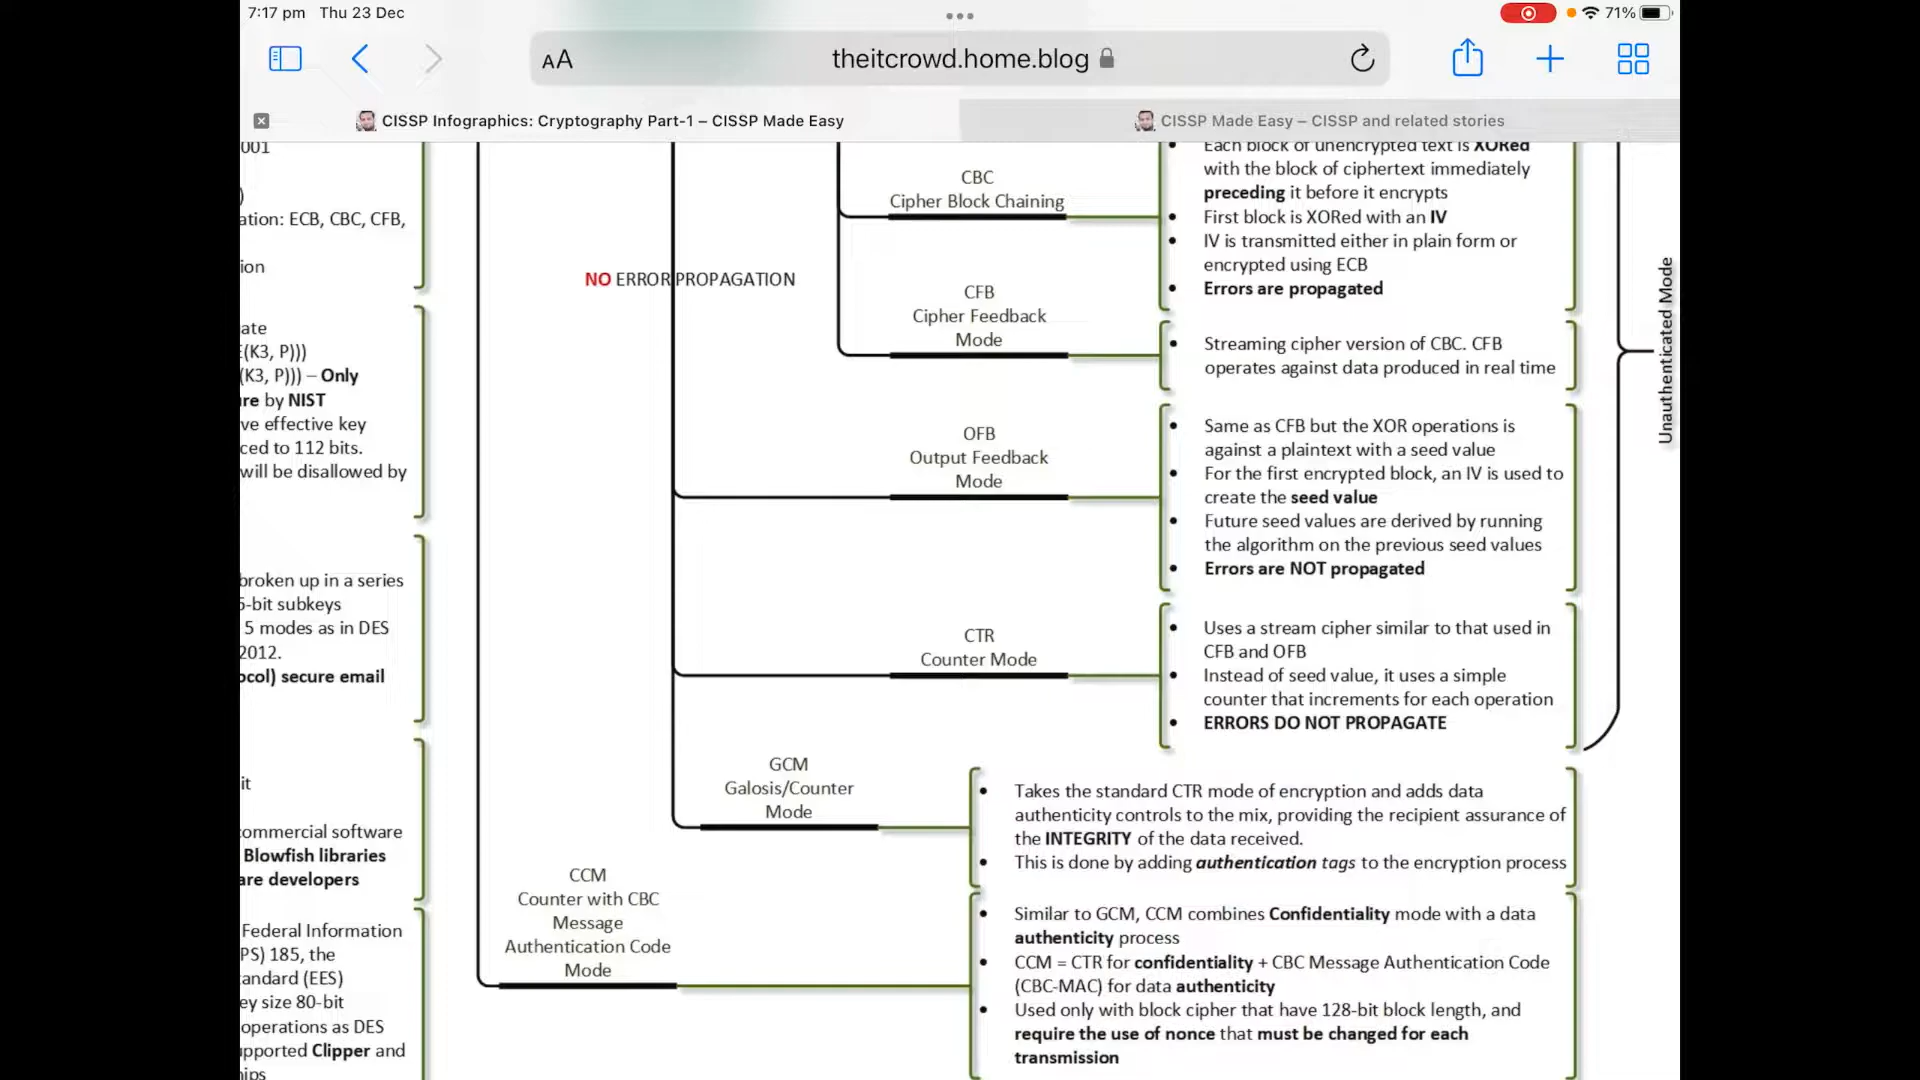 7:17 pm Thu 23 Dec
71%
AA
theitcrowd.home.blog
CISSP Infographics: Cryptography Part-1 – CISSP Made Easy
CISSP Made Easy – CISSP and related stories
001
)
ation: ECB, CBC, CFB,
ion
ate
(K3, P)))
(K3, P))) – Only
re by NIST
ve effective key
ced to 112 bits.
will be disallowed by
broken up in a series
-bit subkeys
5 modes as in DES
2012.
ocol) secure email
it
commercial software
Blowfish libraries
are developers
Federal Information
PS) 185, the
tandard (EES)
ey size 80-bit
operations as DES
pported Clipper and
hips
NO ERROR PROPAGATION
CBC
Cipher Block Chaining
Each block of unencrypted text is XORed
with the block of ciphertext immediately
preceding it before it encrypts
• First block is XORed with an IV
• IV is transmitted either in plain form or
encrypted using ECB
• Errors are propagated
CFB
Cipher Feedback
Mode
• Streaming cipher version of CBC. CFB
operates against data produced in real time
OFB
Output Feedback
Mode
• Same as CFB but the XOR operations is
against a plaintext with a seed value
• For the first encrypted block, an IV is used to
create the seed value
• Future seed values are derived by running
the algorithm on the previous seed values
• Errors are NOT propagated
CTR
Counter Mode
• Uses a stream cipher similar to that used in
CFB and OFB
• Instead of seed value, it uses a simple
counter that increments for each operation
• ERRORS DO NOT PROPAGATE
Unauthenticated Mode
GCM
Galosis/Counter
Mode
• Takes the standard CTR mode of encryption and adds data
authenticity controls to the mix, providing the recipient assurance of
the INTEGRITY of the data received.
• This is done by adding authentication tags to the encryption process
CCM
Counter with CBC
Message
Authentication Code
Mode
• Similar to GCM, CCM combines Confidentiality mode with a data
authenticity process
• CCM = CTR for confidentiality + CBC Message Authentication Code
(CBC-MAC) for data authenticity
• Used only with block cipher that have 128-bit block length, and
require the use of nonce that must be changed for each
transmission